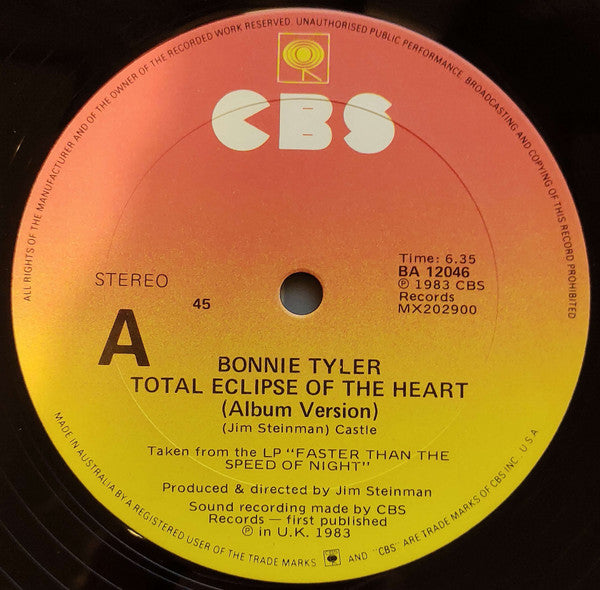 ALL RIGHTS OF THE MANUFACTURER AND OF THE OWNER OF THE RECORDED WORK RESERVED. UNAUTHORISED PUBLIC PERFORMANCE, BROADCASTING AND COPYING OF THIS RECORD PROHIBITED
CBS
Time: 6.35
STEREO
BA 12046
45
℗ 1983 CBS
Records
MX202900
A
BONNIE TYLER
TOTAL ECLIPSE OF THE HEART
(Album Version)
(Jim Steinman) Castle
Taken from the LP "FASTER THAN THE
SPEED OF NIGHT"
Produced & directed by Jim Steinman
Sound recording made by CBS
Records — first published
℗ in U.K. 1983
MADE IN AUSTRALIA BY A REGISTERED USER OF THE TRADE MARKS AND "CBS" ARE TRADE MARKS OF CBS INC. U.S.A